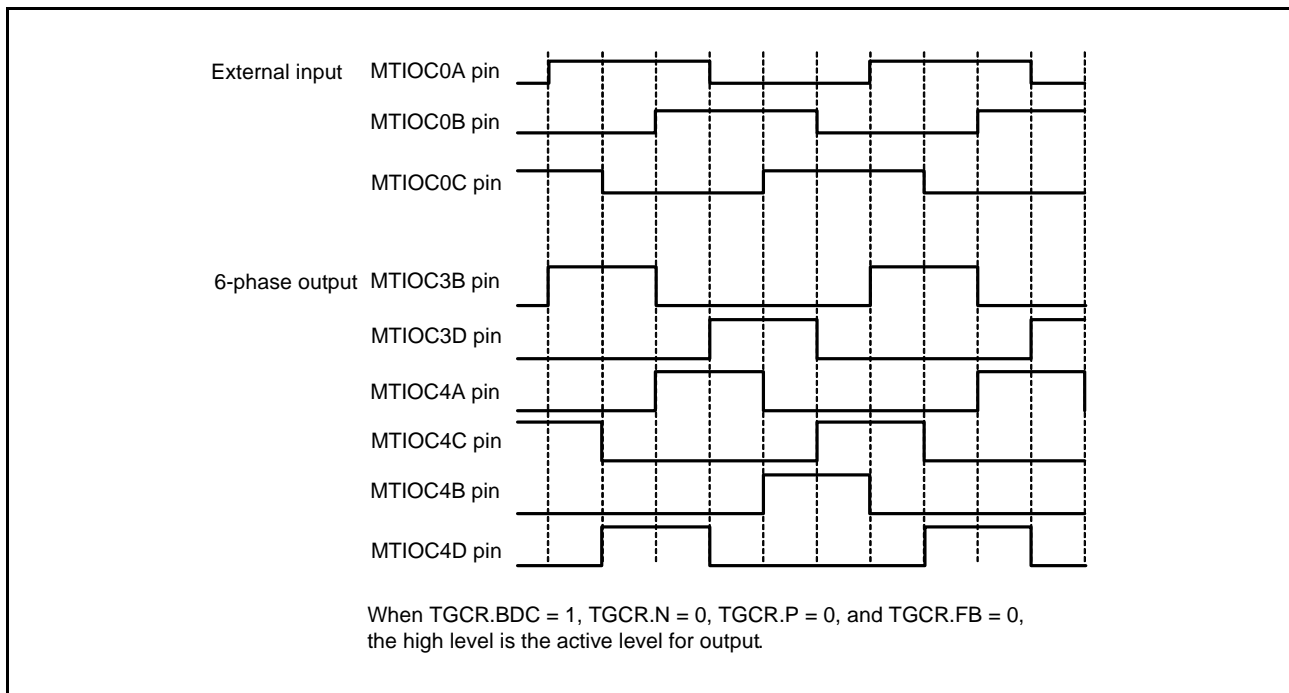 External input MTIOC0A pin
MTIOC0B pin
MTIOC0C pin
6-phase output MTIOC3B pin
MTIOC3D pin
MTIOC4A pin
MTIOC4C pin
MTIOC4B pin
MTIOC4D pin
When TGCR.BDC = 1, TGCR.N = 0, TGCR.P = 0, and TGCR.FB = 0,
the high level is the active level for output.